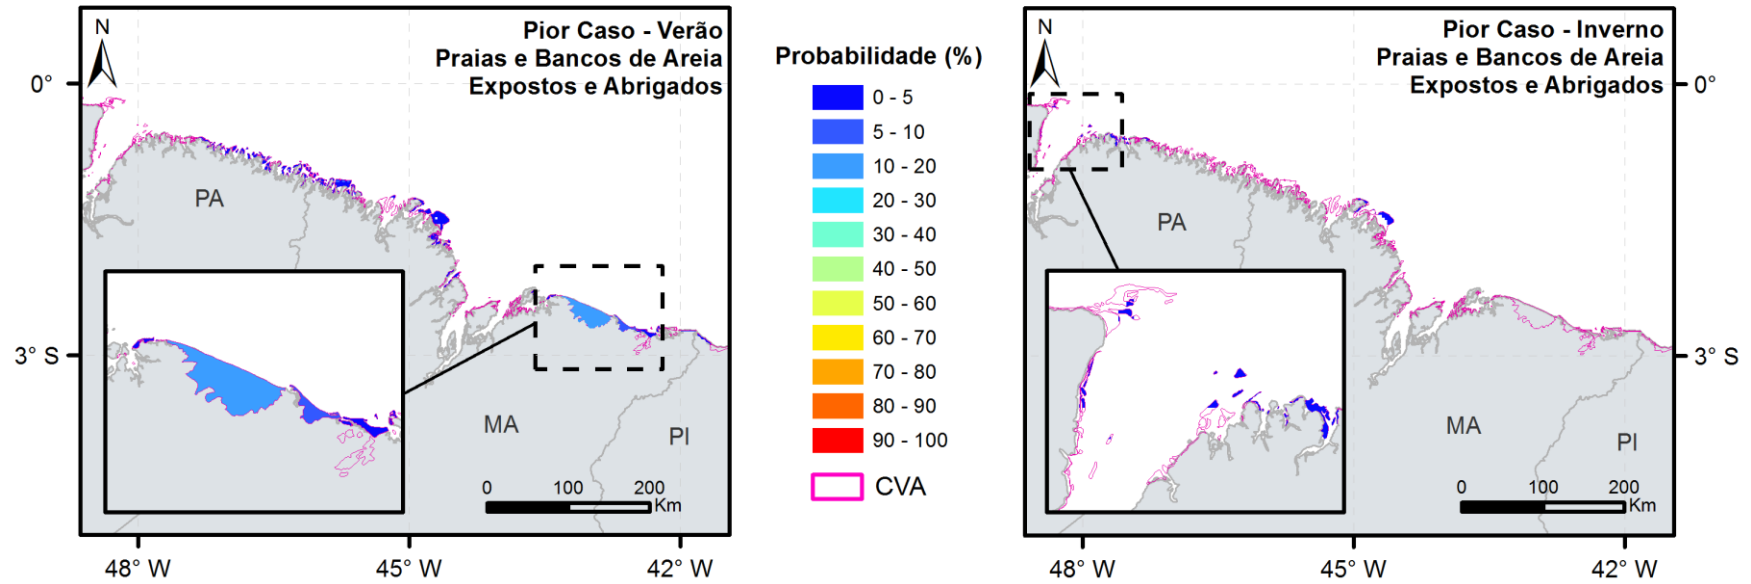 N
Pior Caso - Verão
Praias e Bancos de Areia
Expostos e Abrigados
0°
3° S
PA
MA
PI
0 100 200
Km
48° W 45° W 42° W
Probabilidade (%)
0 - 5
5 - 10
10 - 20
20 - 30
30 - 40
40 - 50
50 - 60
60 - 70
70 - 80
80 - 90
90 - 100
CVA
N
Pior Caso - Inverno
Praias e Bancos de Areia
Expostos e Abrigados
0°
3° S
PA
MA
PI
0 100 200
Km
48° W 45° W 42° W